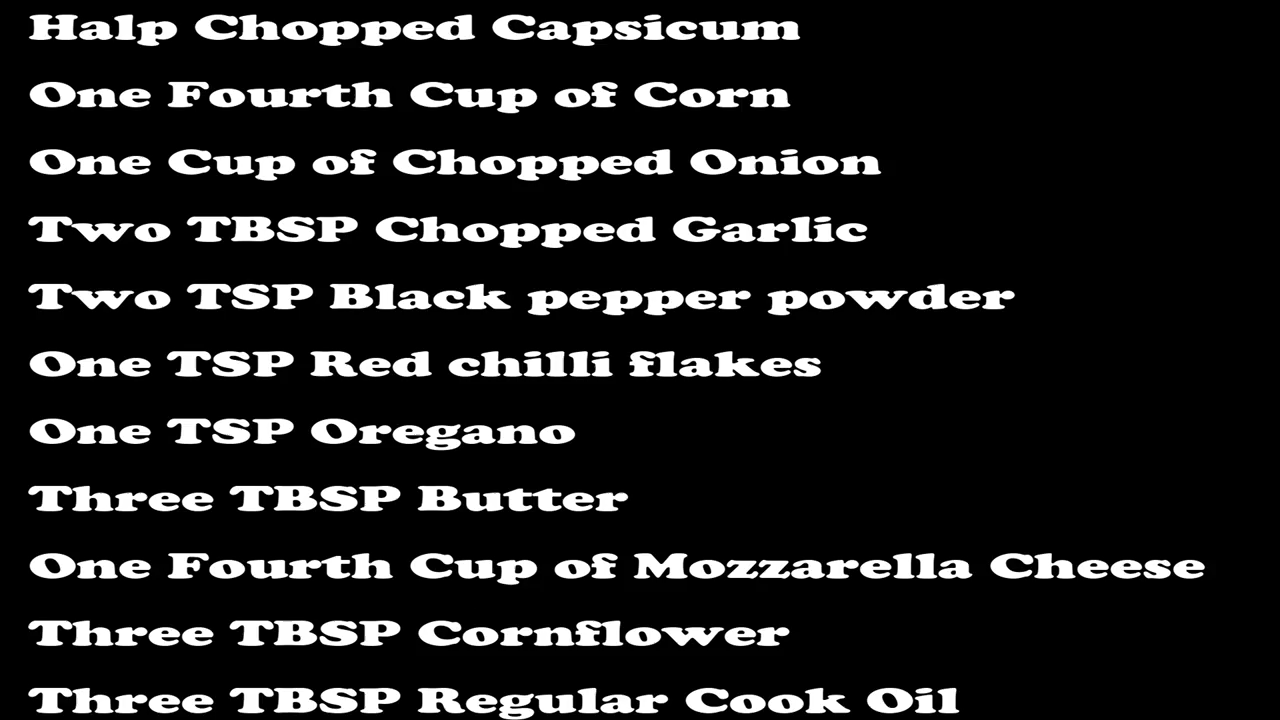 Halp Chopped Capsicum
One Fourth Cup of Corn
One Cup of Chopped Onion
Two TBSP Chopped Garlic
Two TSP Black pepper powder
One TSP Red chilli flakes
One TSP Oregano
Three TBSP Butter
One Fourth Cup of Mozzarella Cheese
Three TBSP Cornflower
Three TBSP Regular Cook Oil